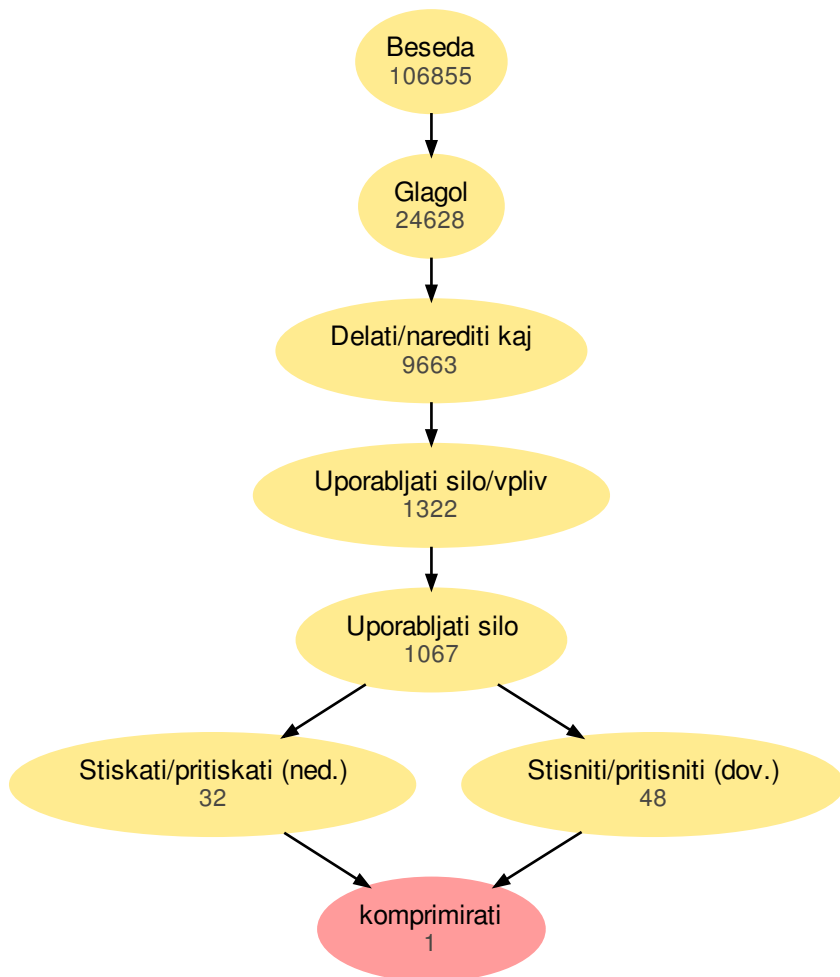 Beseda
106855
Glagol
24628
Delati/narediti kaj
9663
Uporabljati silo/vpliv
1322
Uporabljati silo
1067
Stiskati/pritiskati (ned.)
32
Stisniti/pritisniti (dov.)
48
komprimirati
1